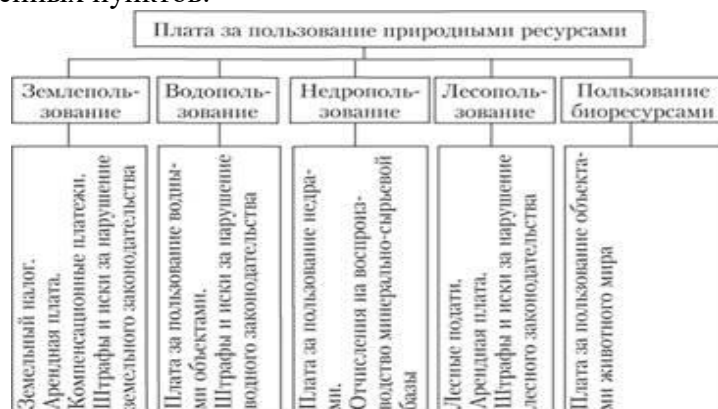 енных пунктов.
Плата за пользование природными ресурсами
Землеполь-
зование
Водополь-
зование
Недрополь-
зование
Лесополь-
зование
Пользование
биоресурсами
Земельный налог.
Арендная плата.
Компенсационные платежи.
Штрафы и иски за нарушение
земельного законодательства
Плата за пользование водны-
ми объектами.
Штрафы и иски за нарушение
водного законодательства
Плата за пользование недра-
ми.
Отчисления на воспроиз-
водство минерально-сырьевой
базы
Лесные подати.
Арендная плата.
Штрафы и иски за нарушение
лесного законодательства
Плата за пользование объекта-
ми животного мира